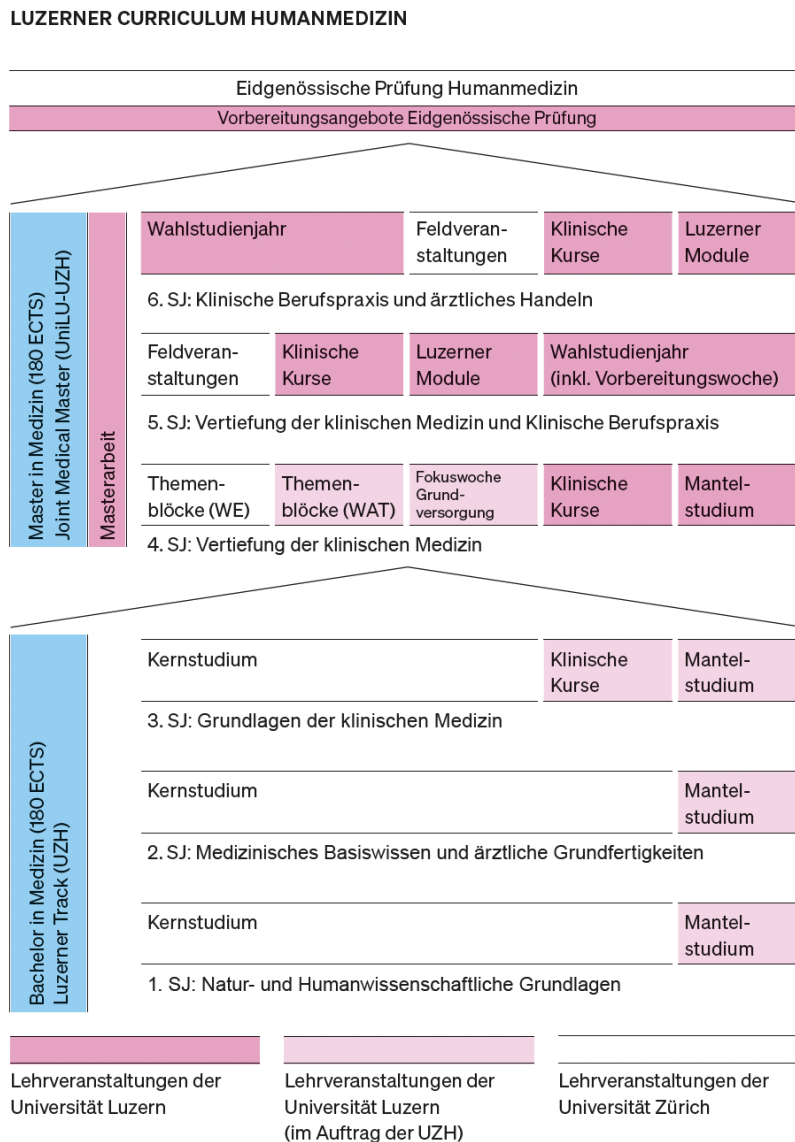 LUZERNER CURRICULUM HUMANMEDIZIN
Eidgenössische Prüfung Humanmedizin
Vorbereitungsangebote Eidgenössische Prüfung
Master in Medizin (180 ECTS)
Joint Medical Master (UniLU-UZH)
Masterarbeit
Wahlstudienjahr
Feldveran-
staltungen
Klinische
Kurse
Luzerner
Module
6. SJ: Klinische Berufspraxis und ärztliches Handeln
Feldveran-
staltungen
Klinische
Kurse
Luzerner
Module
Wahlstudienjahr
(inkl. Vorbereitungswoche)
5. SJ: Vertiefung der klinischen Medizin und Klinische Berufspraxis
Themen-
blöcke (WE)
Themen-
blöcke (WAT)
Fokuswoche
Grund-
versorgung
Klinische
Kurse
Mantel-
studium
4. SJ: Vertiefung der klinischen Medizin
Bachelor in Medizin (180 ECTS)
Luzerner Track (UZH)
Kernstudium
Klinische
Kurse
Mantel-
studium
3. SJ: Grundlagen der klinischen Medizin
Kernstudium
Mantel-
studium
2. SJ: Medizinisches Basiswissen und ärztliche Grundfertigkeiten
Kernstudium
Mantel-
studium
1. SJ: Natur- und Humanwissenschaftliche Grundlagen
Lehrveranstaltungen der
Universität Luzern
Lehrveranstaltungen der
Universität Luzern
(im Auftrag der UZH)
Lehrveranstaltungen der
Universität Zürich